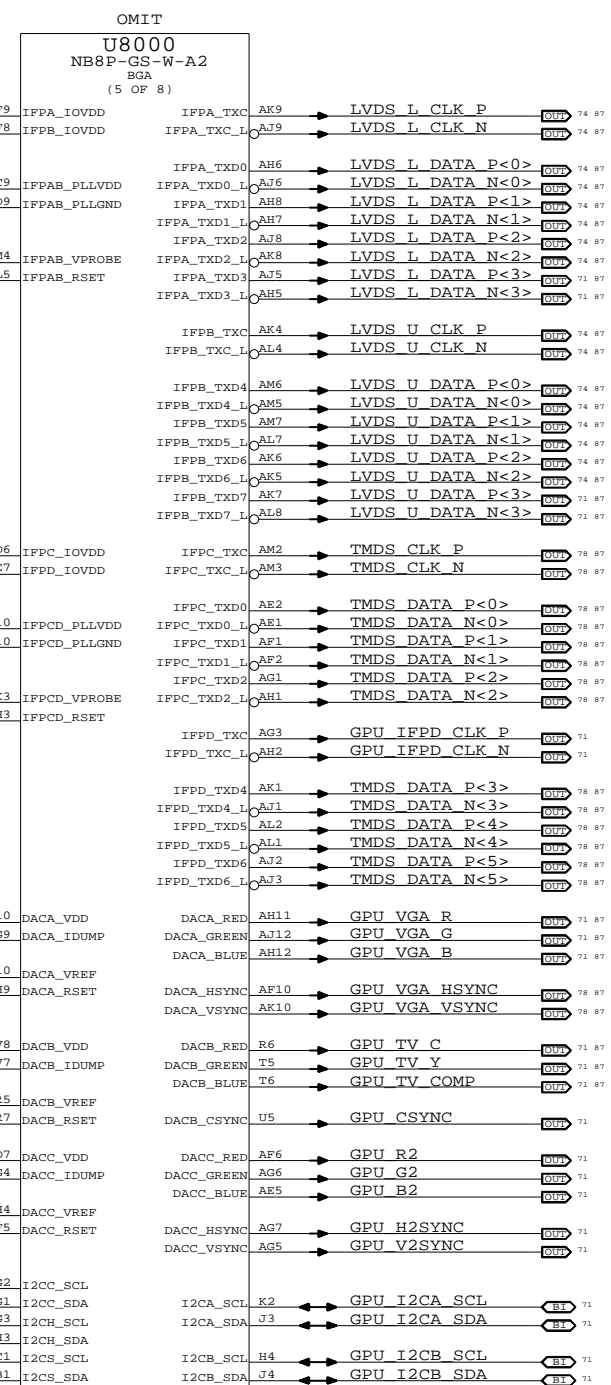 OMIT
U8000
NB8P-GS-W-A2
BGA
(5 OF 8)
IFPA_IOVDD IFPA_TXC AK9 LVDS_L_CLK_P OUT 74 87
IFPB_IOVDD IFPA_TXC_L AJ9 LVDS_L_CLK_N OUT 74 87
IFPA_TXD0 AH6 LVDS_L_DATA_P<0> OUT 74 87
IFPAB_PLLVDD IFPA_TXD0_L AJ6 LVDS_L_DATA_N<0> OUT 74 87
IFPAB_PLLGND IFPA_TXD1 AH8 LVDS_L_DATA_P<1> OUT 74 87
IFPA_TXD1_L AH7 LVDS_L_DATA_N<1> OUT 74 87
IFPA_TXD2 AJ8 LVDS_L_DATA_P<2> OUT 74 87
IFPAB_VPROBE IFPA_TXD2_L AK8 LVDS_L_DATA_N<2> OUT 74 87
IFPAB_RSET IFPA_TXD3 AJ5 LVDS_L_DATA_P<3> OUT 71 87
IFPA_TXD3_L AH5 LVDS_L_DATA_N<3> OUT 71 87
IFPB_TXC AK4 LVDS_U_CLK_P OUT 74 87
IFPB_TXC_L AL4 LVDS_U_CLK_N OUT 74 87
IFPB_TXD4 AM6 LVDS_U_DATA_P<0> OUT 74 87
IFPB_TXD4_L AM5 LVDS_U_DATA_N<0> OUT 74 87
IFPB_TXD5 AM7 LVDS_U_DATA_P<1> OUT 74 87
IFPB_TXD5_L AL7 LVDS_U_DATA_N<1> OUT 74 87
IFPB_TXD6 AK6 LVDS_U_DATA_P<2> OUT 74 87
IFPB_TXD6_L AK5 LVDS_U_DATA_N<2> OUT 74 87
IFPB_TXD7 AK7 LVDS_U_DATA_P<3> OUT 71 87
IFPB_TXD7_L AL8 LVDS_U_DATA_N<3> OUT 71 87
IFPC_IOVDD IFPC_TXC AM2 TMDS_CLK_P OUT 78 87
IFPD_IOVDD IFPC_TXC_L AM3 TMDS_CLK_N OUT 78 87
IFPC_TXD0 AE2 TMDS_DATA_P<0> OUT 78 87
IFPCD_PLLVDD IFPC_TXD0_L AE1 TMDS_DATA_N<0> OUT 78 87
IFPCD_PLLGND IFPC_TXD1 AF1 TMDS_DATA_P<1> OUT 78 87
IFPC_TXD1_L AF2 TMDS_DATA_N<1> OUT 78 87
IFPC_TXD2 AG1 TMDS_DATA_P<2> OUT 78 87
IFPCD_VPROBE IFPC_TXD2_L AH1 TMDS_DATA_N<2> OUT 78 87
IFPCD_RSET
IFPD_TXC AG3 GPU_IFPD_CLK_P OUT 71
IFPD_TXC_L AH2 GPU_IFPD_CLK_N OUT 71
IFPD_TXD4 AK1 TMDS_DATA_P<3> OUT 78 87
IFPD_TXD4_L AJ1 TMDS_DATA_N<3> OUT 78 87
IFPD_TXD5 AL2 TMDS_DATA_P<4> OUT 78 87
IFPD_TXD5_L AL1 TMDS_DATA_N<4> OUT 78 87
IFPD_TXD6 AJ2 TMDS_DATA_P<5> OUT 78 87
IFPD_TXD6_L AJ3 TMDS_DATA_N<5> OUT 78 87
DACA_VDD DACA_RED AH11 GPU_VGA_R OUT 71 87
DACA_IDUMP DACA_GREEN AJ12 GPU_VGA_G OUT 71 87
DACA_BLUE AH12 GPU_VGA_B OUT 71 87
DACA_VREF
DACA_RSET DACA_HSYNC AF10 GPU_VGA_HSYNC OUT 78 87
DACA_VSYNC AK10 GPU_VGA_VSYNC OUT 78 87
DACB_VDD DACB_RED R6 GPU_TV_C OUT 71 87
DACB_IDUMP DACB_GREEN T5 GPU_TV_Y OUT 71 87
DACB_BLUE T6 GPU_TV_COMP OUT 71 87
DACB_VREF
DACB_RSET DACB_CSYNC U5 GPU_CSYNC OUT 71
DACC_VDD DACC_RED AF6 GPU_R2 OUT 71
DACC_IDUMP DACC_GREEN AG6 GPU_G2 OUT 71
DACC_BLUE AE5 GPU_B2 OUT 71
DACC_VREF
DACC_RSET DACC_HSYNC AG7 GPU_H2SYNC OUT 71
DACC_VSYNC AG5 GPU_V2SYNC OUT 71
I2CC_SCL
I2CC_SDA I2CA_SCL K2 GPU_I2CA_SCL BI 71
I2CH_SCL I2CA_SDA J3 GPU_I2CA_SDA BI 71
I2CH_SDA
I2CS_SCL I2CB_SCL H4 GPU_I2CB_SCL BI 71
I2CS_SDA I2CB_SDA J4 GPU_I2CB_SDA BI 71